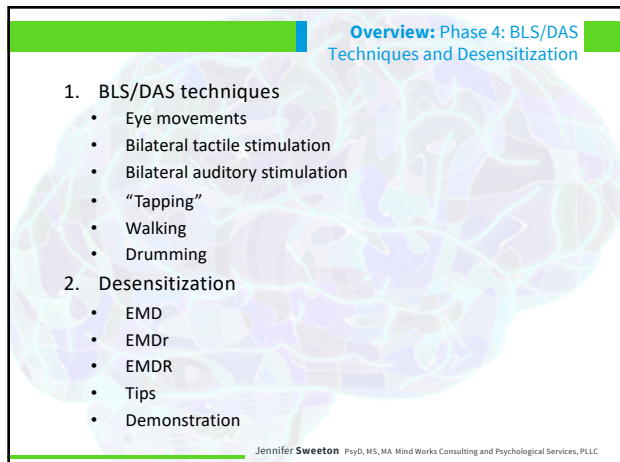 Overview: Phase 4: BLS/DAS
Techniques and Desensitization
1. BLS/DAS techniques
• Eye movements
• Bilateral tactile stimulation
• Bilateral auditory stimulation
• “Tapping”
• Walking
• Drumming
2. Desensitization
• EMD
• EMDr
• EMDR
• Tips
• Demonstration
Jennifer Sweeton PsyD, MS, MA Mind Works Consulting and Psychological Services, PLLC